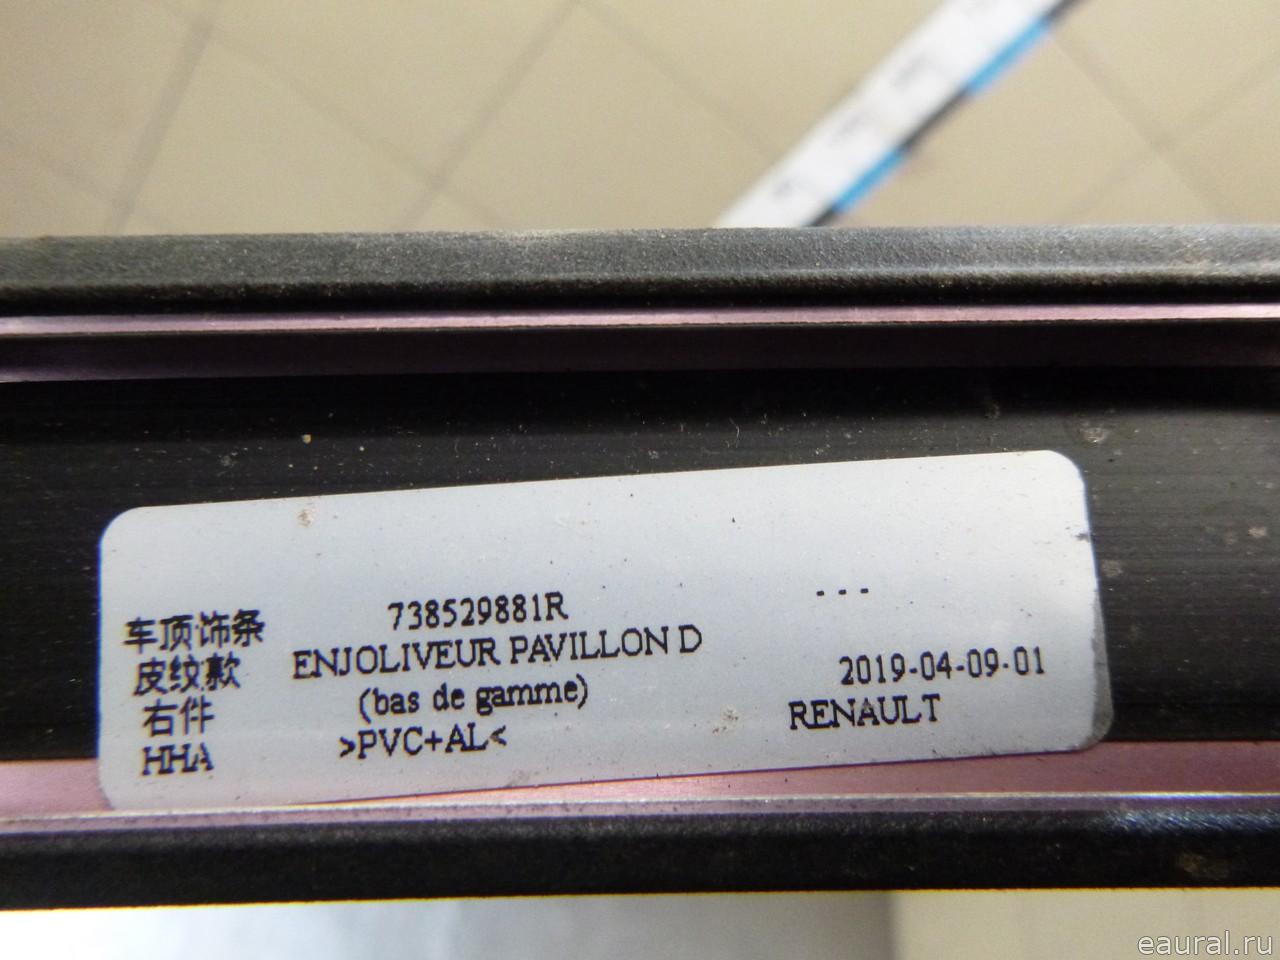 车顶饰条
738529881R
---
皮纹款
ENJOLIVEUR PAVILLON D
2019-04-09-01
右件
(bas de gamme)
RENAULT
HHA
>PVC+AL<
eaural.ru